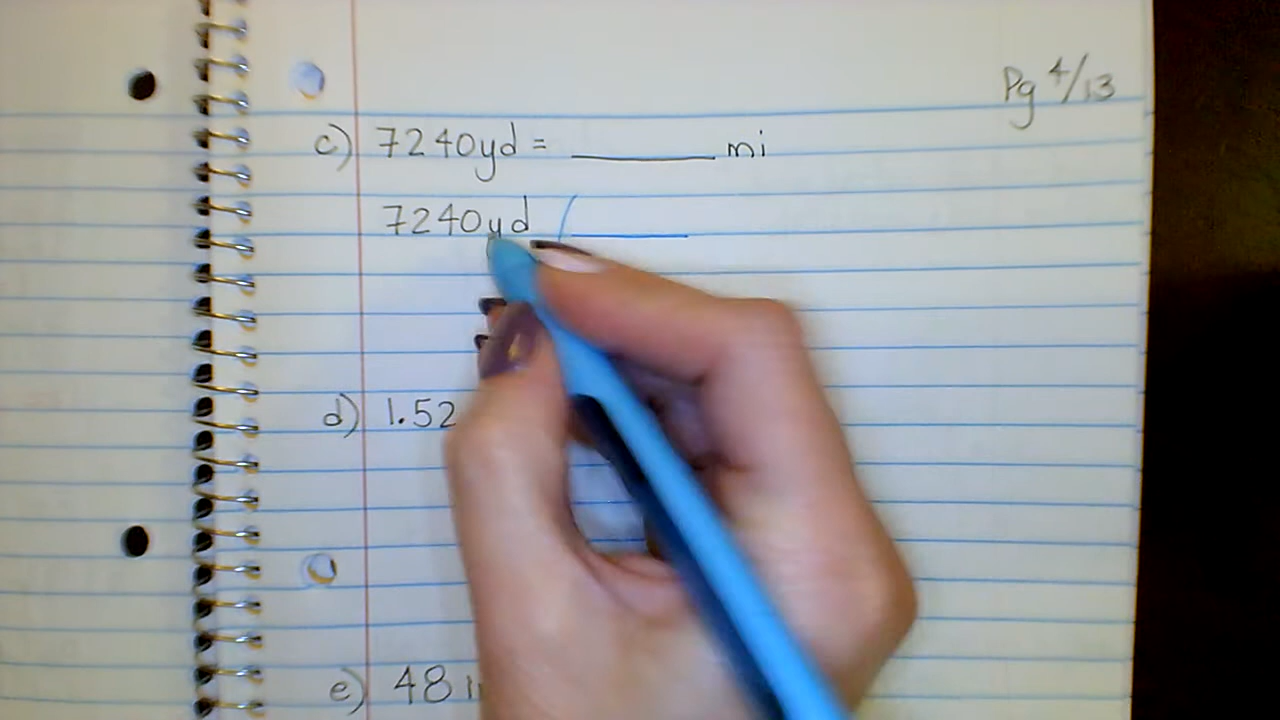 Pg 4/13
c) 7240yd = ______ mi
7240yd ( ______
d) 1.52
e) 48 i